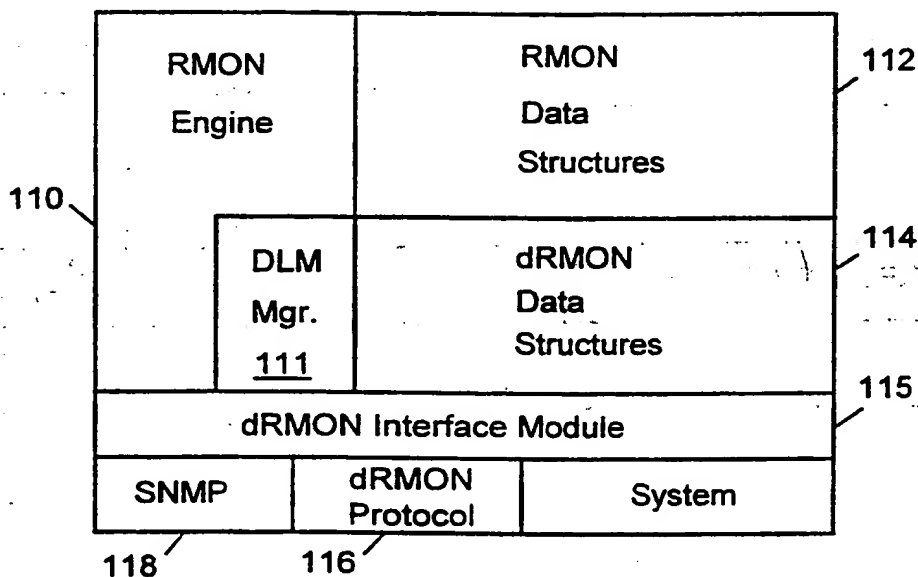 RMON
Engine
RMON
Data
Structures
112
110
DLM
Mgr.
111
dRMON
Data
Structures
114
115
dRMON Interface Module
SNMP
dRMON
Protocol
System
118
116